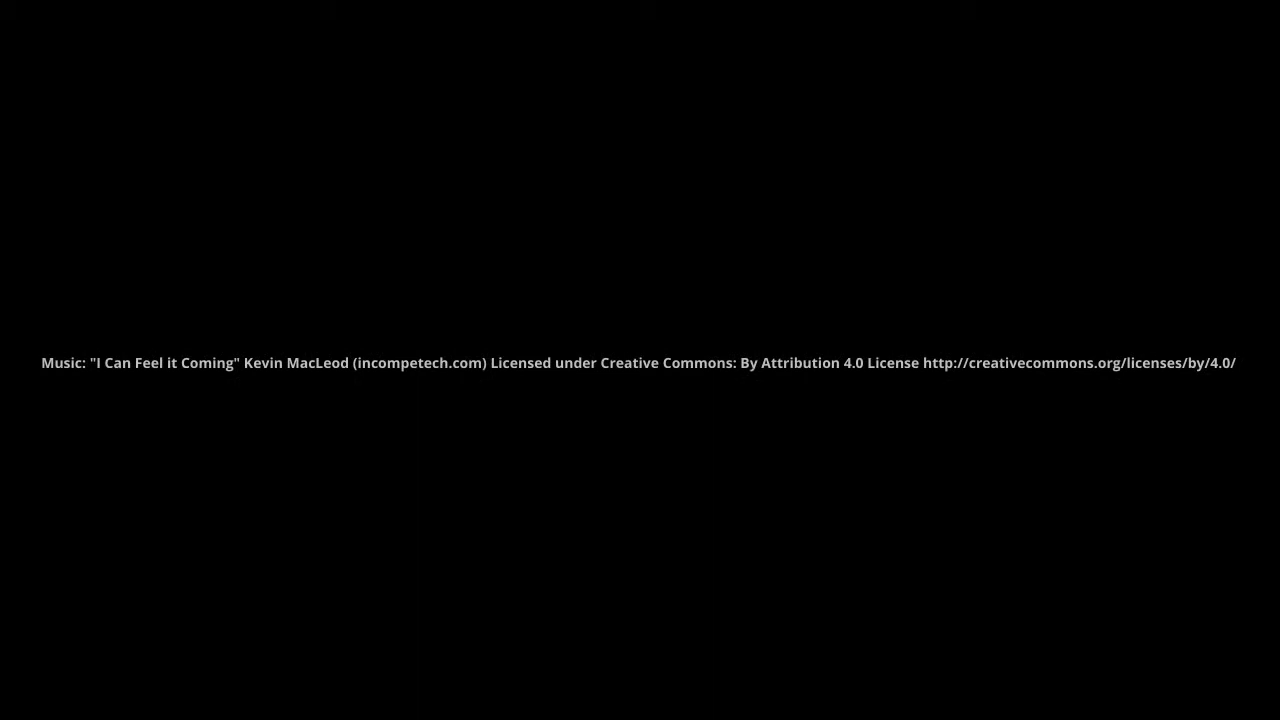 Music: "I Can Feel it Coming" Kevin MacLeod (incompetech.com) Licensed under Creative Commons: By Attribution 4.0 License http://creativecommons.org/licenses/by/4.0/